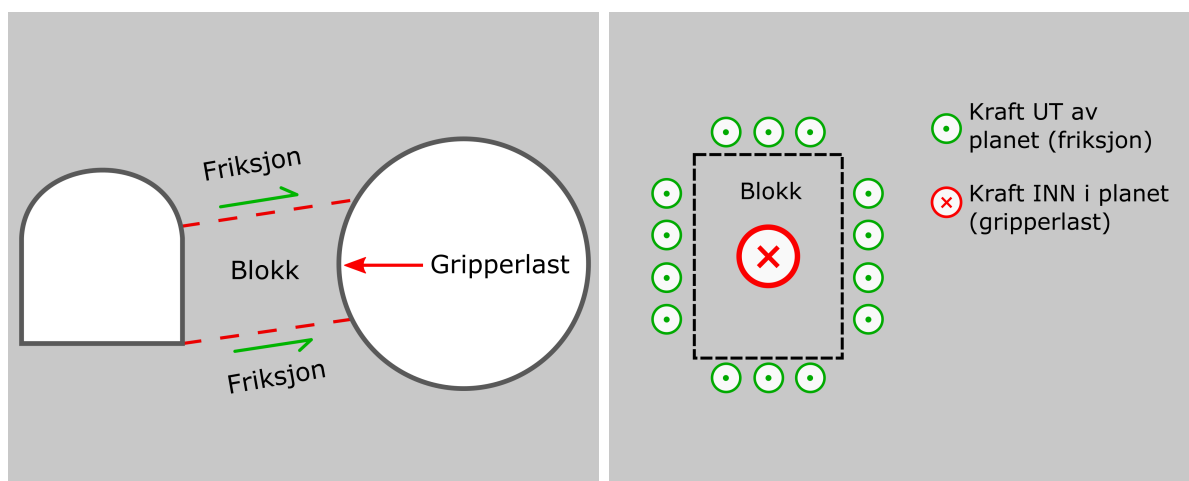 Friksjon
Blokk
Gripperlast
Friksjon
Blokk
Kraft UT av
planet (friksjon)
Kraft INN i planet
(gripperlast)